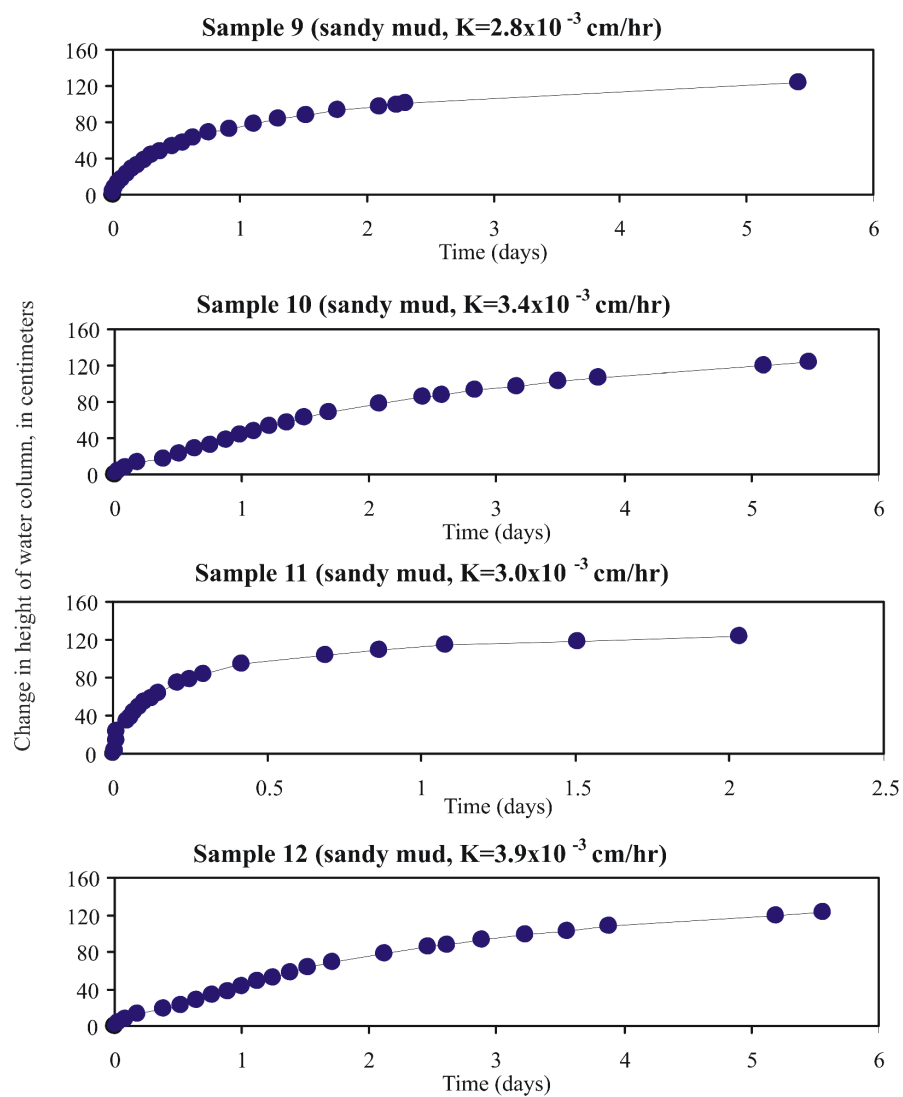 Sample 9 (sandy mud, K=2.8x10 -3 cm/hr)
160
120
80
40
0
0 1 2 3 4 5 6
Time (days)
Change in height of water column, in centimeters
Sample 10 (sandy mud, K=3.4x10 -3 cm/hr)
160
120
80
40
0
0 1 2 3 4 5 6
Time (days)
Sample 11 (sandy mud, K=3.0x10 -3 cm/hr)
160
120
80
40
0
0 0.5 1 1.5 2 2.5
Time (days)
Sample 12 (sandy mud, K=3.9x10 -3 cm/hr)
160
120
80
40
0
0 1 2 3 4 5 6
Time (days)